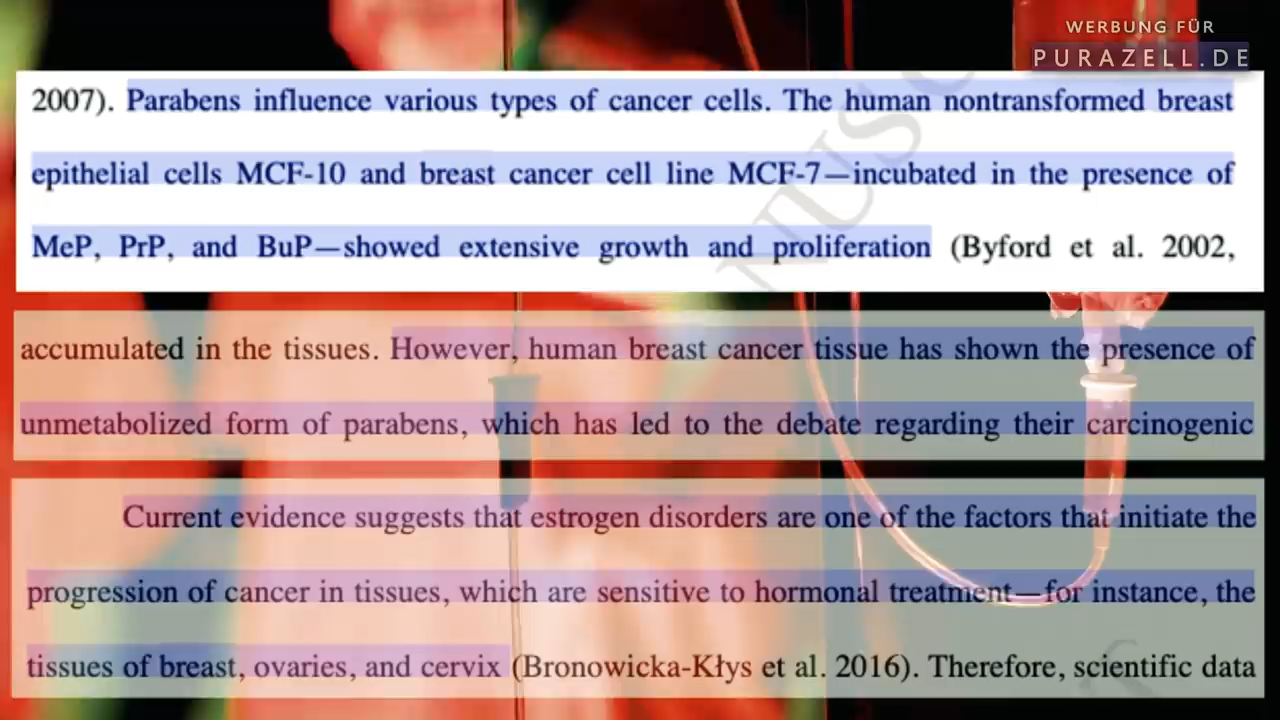 WERBUNG FÜR
PURAZELL.DE
2007). Parabens influence various types of cancer cells. The human nontransformed breast
epithelial cells MCF-10 and breast cancer cell line MCF-7—incubated in the presence of
MeP, PrP, and BuP—showed extensive growth and proliferation (Byford et al. 2002,
NUSC
accumulated in the tissues. However, human breast cancer tissue has shown the presence of
unmetabolized form of parabens, which has led to the debate regarding their carcinogenic
Current evidence suggests that estrogen disorders are one of the factors that initiate the
progression of cancer in tissues, which are sensitive to hormonal treatment—for instance, the
tissues of breast, ovaries, and cervix (Bronowicka-Kłys et al. 2016). Therefore, scientific data